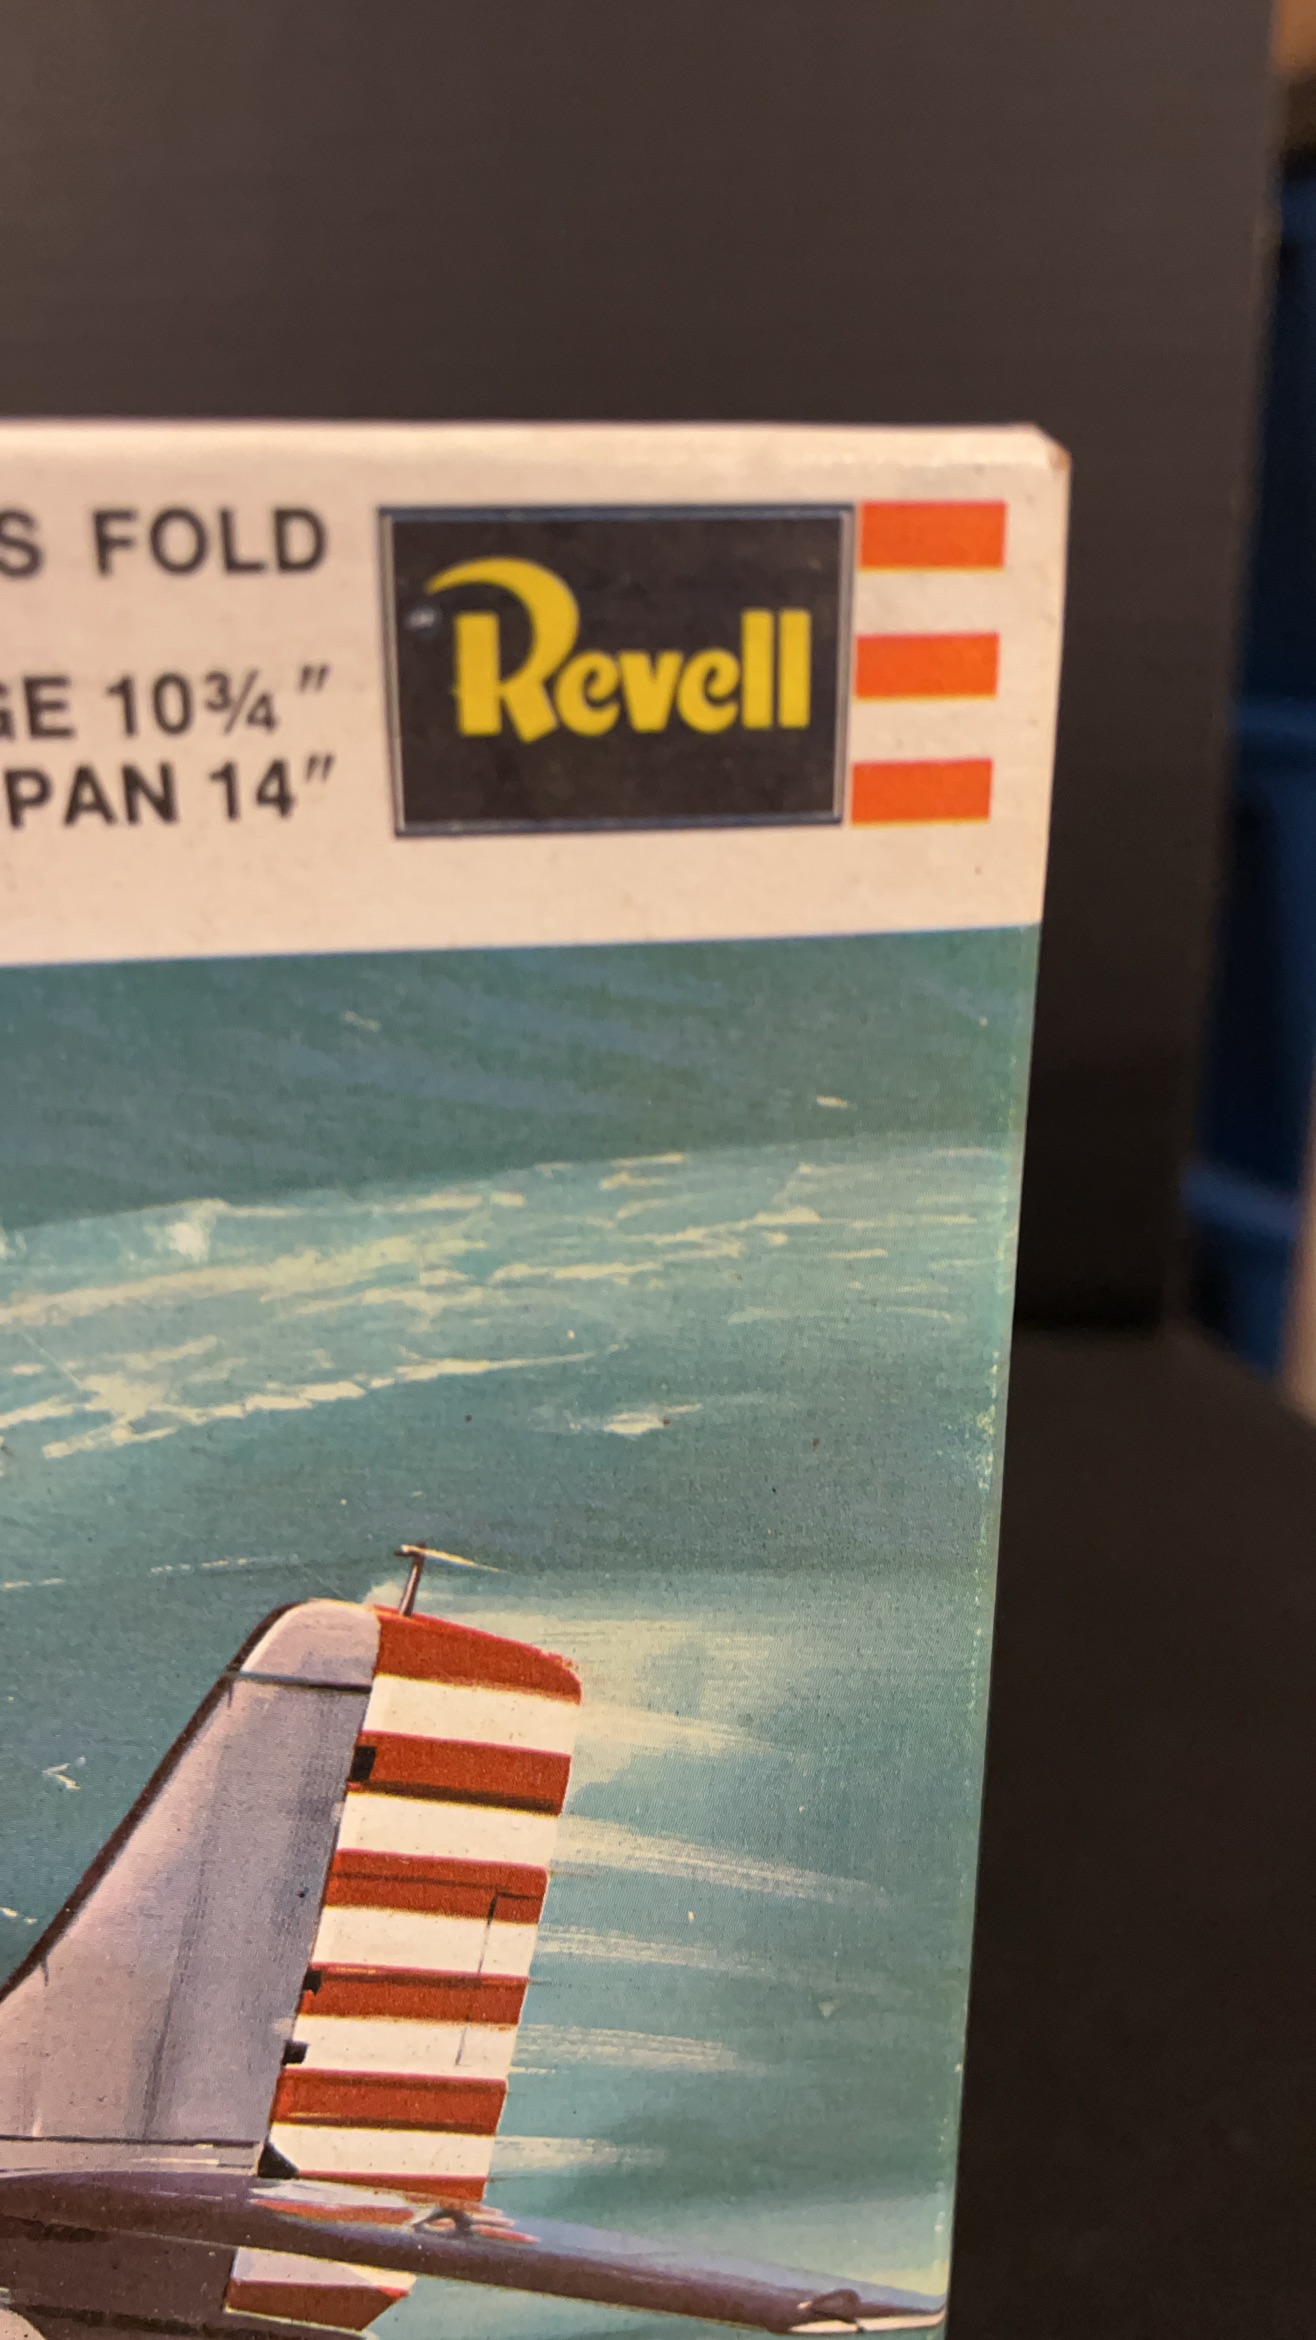 S FOLD
GE 10¾"
PAN 14"
Revell